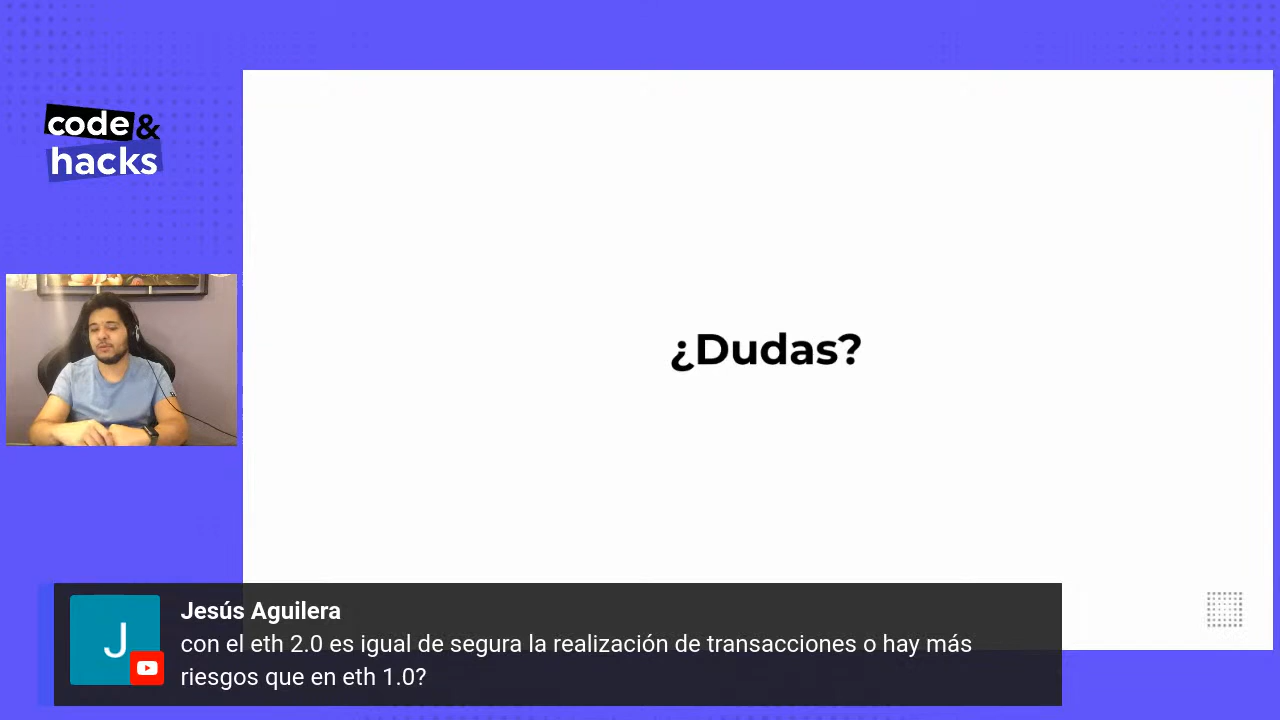 code&
hacks
¿Dudas?
J
Jesús Aguilera
con el eth 2.0 es igual de segura la realización de transacciones o hay más
riesgos que en eth 1.0?